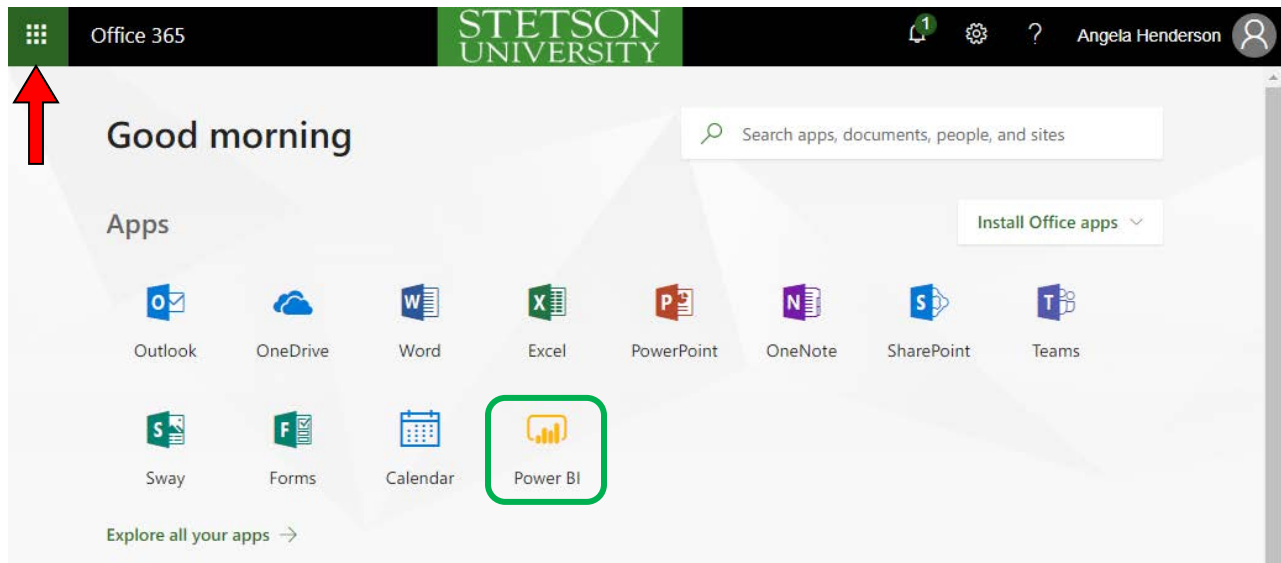 Office 365
STETSON
UNIVERSITY
1
?
Angela Henderson
Good morning
Search apps, documents, people, and sites
Apps
Install Office apps
Outlook
OneDrive
Word
Excel
PowerPoint
OneNote
SharePoint
Teams
Sway
Forms
Calendar
Power BI
Explore all your apps →